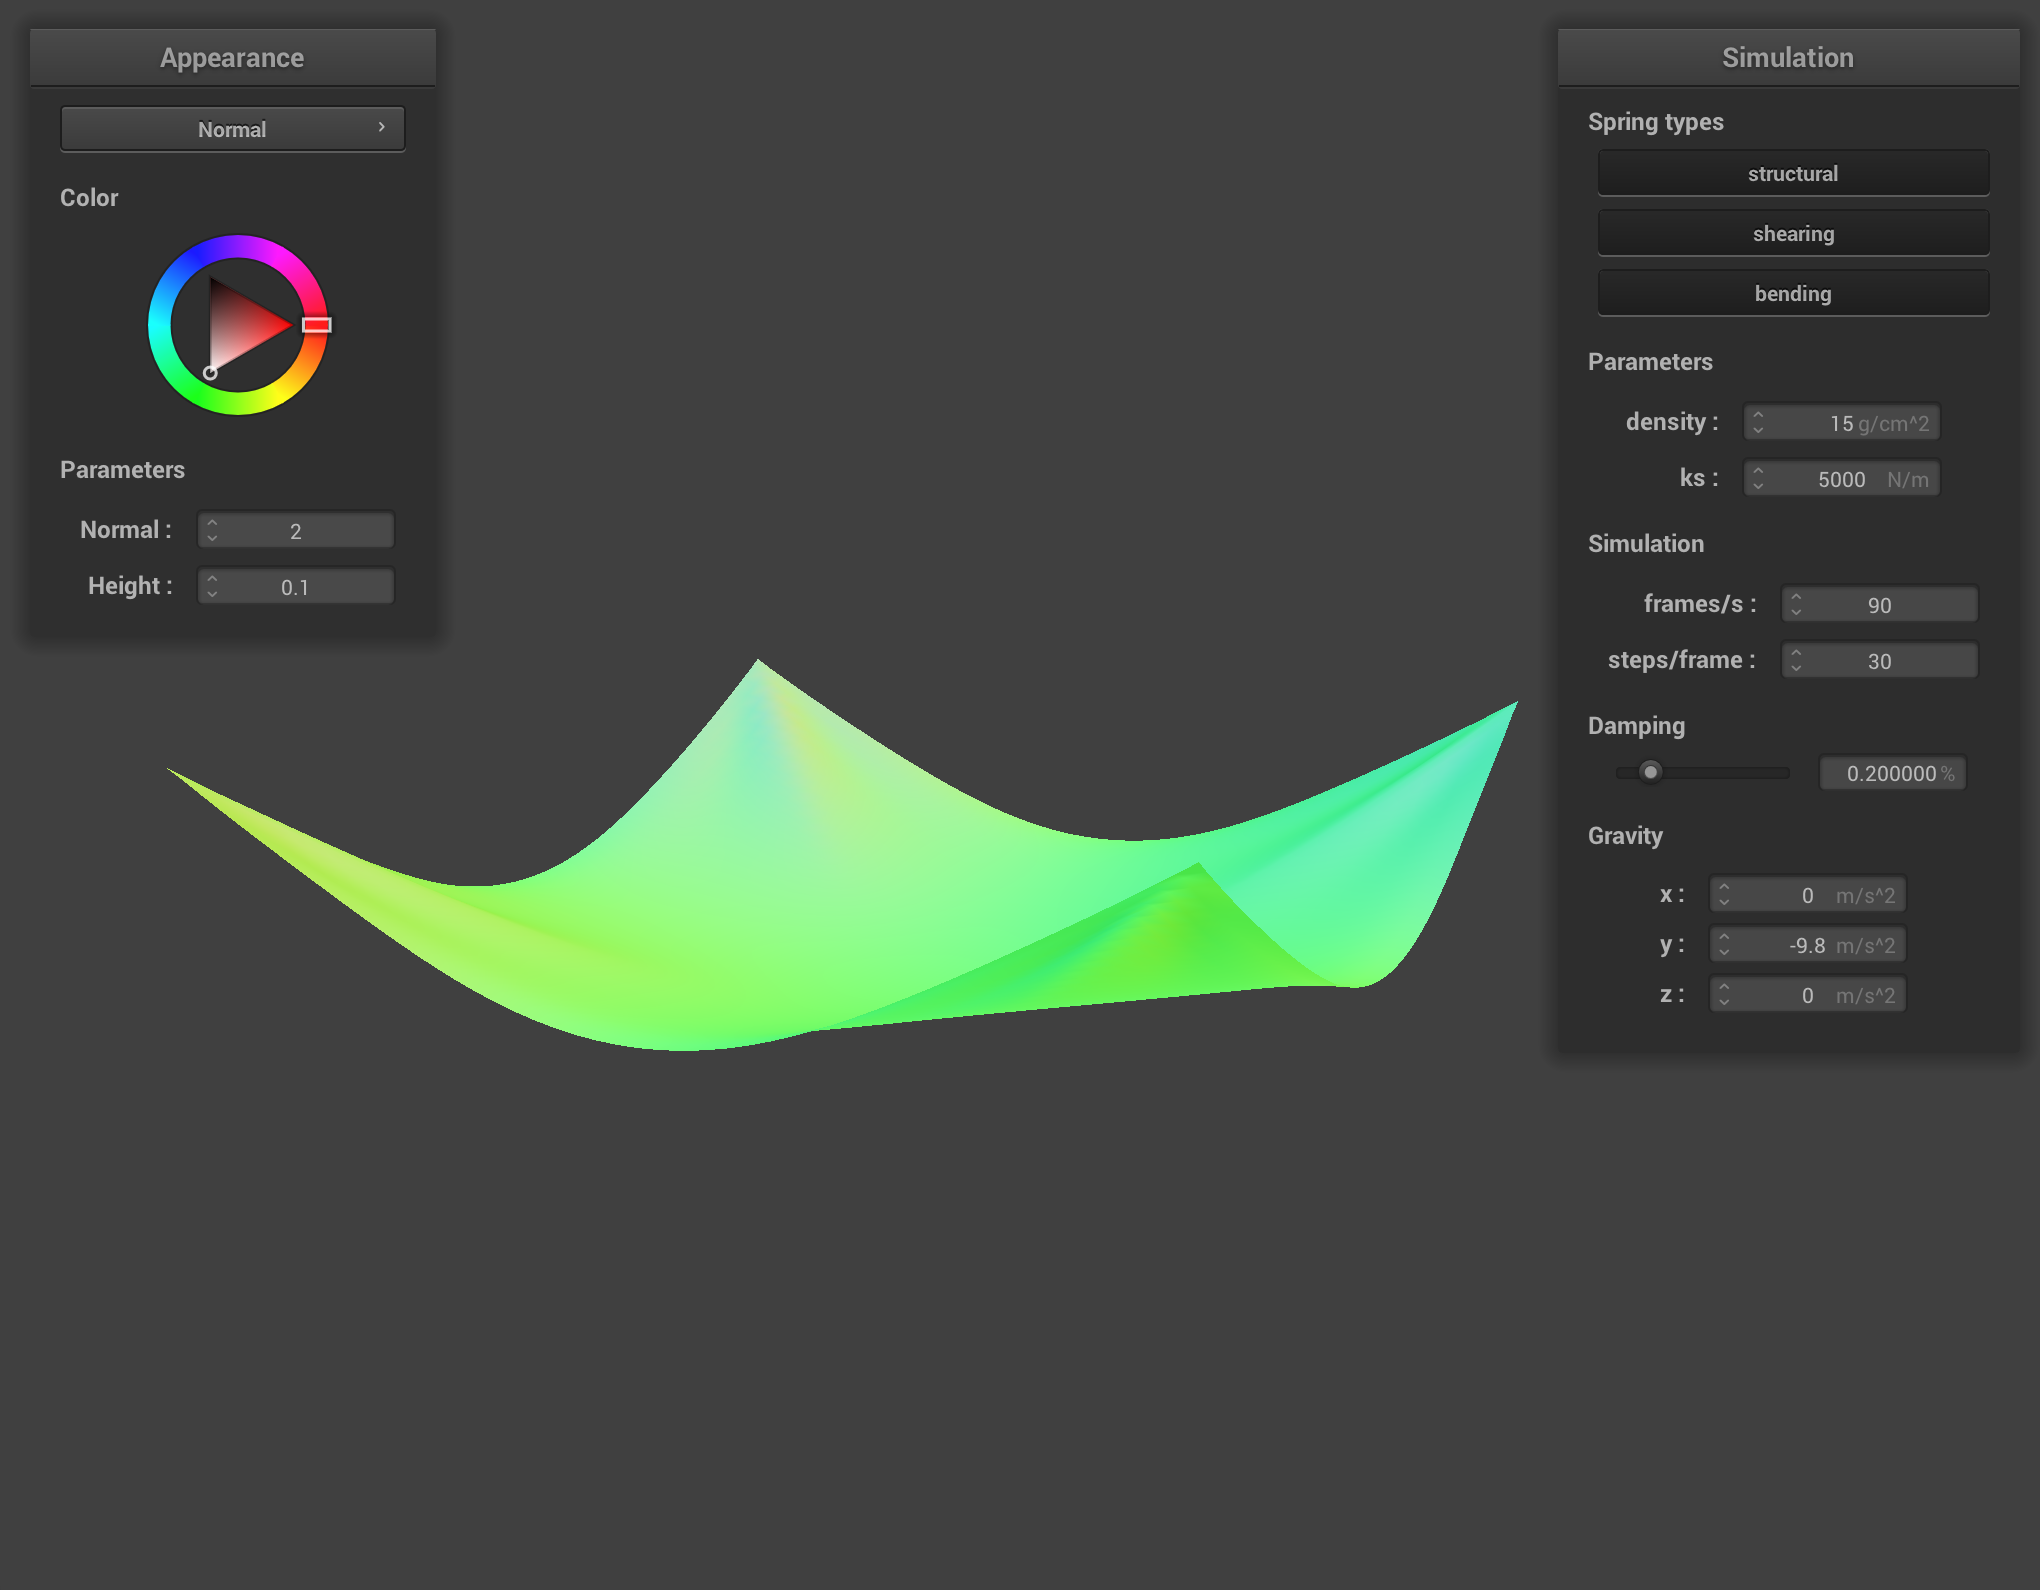 Appearance
Normal
Color
Parameters
Normal : 2
Height : 0.1
Simulation
Spring types
structural
shearing
bending
Parameters
density : 15 g/cm^2
ks : 5000 N/m
Simulation
frames/s : 90
steps/frame : 30
Damping
0.200000 %
Gravity
x : 0 m/s^2
y : -9.8 m/s^2
z : 0 m/s^2